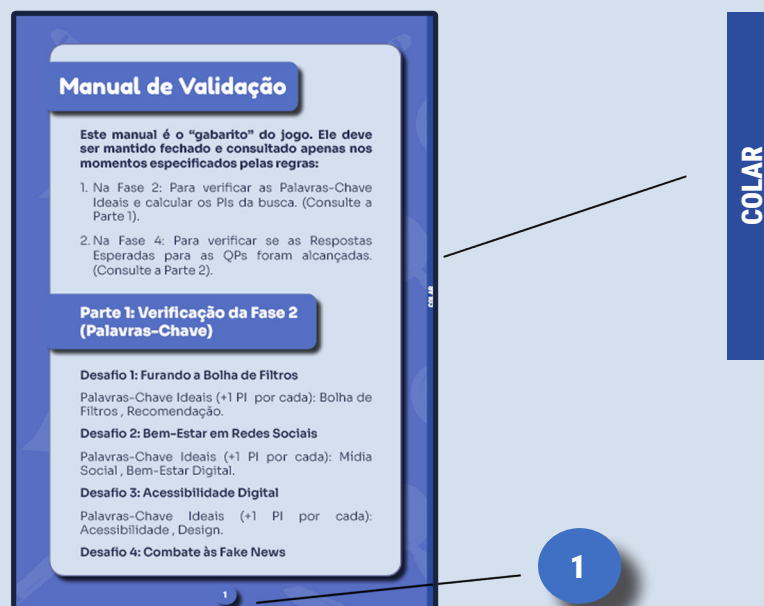 Manual de Validação
Este manual é o “gabarito” do jogo. Ele deve
ser mantido fechado e consultado apenas nos
momentos especificados pelas regras:
1. Na Fase 2: Para verificar as Palavras-Chave
Ideais e calcular os PIs da busca. (Consulte a
Parte 1).
2. Na Fase 4: Para verificar se as Respostas
Esperadas para as QPs foram alcançadas.
(Consulte a Parte 2).
Parte 1: Verificação da Fase 2
(Palavras-Chave)
Desafio 1: Furando a Bolha de Filtros
Palavras-Chave Ideais (+1 PI por cada): Bolha de
Filtros , Recomendação.
Desafio 2: Bem-Estar em Redes Sociais
Palavras-Chave Ideais (+1 PI por cada): Mídia
Social , Bem-Estar Digital.
Desafio 3: Acessibilidade Digital
Palavras-Chave Ideais (+1 PI por cada):
Acessibilidade , Design.
Desafio 4: Combate às Fake News
1
COLAR
COLAR
1